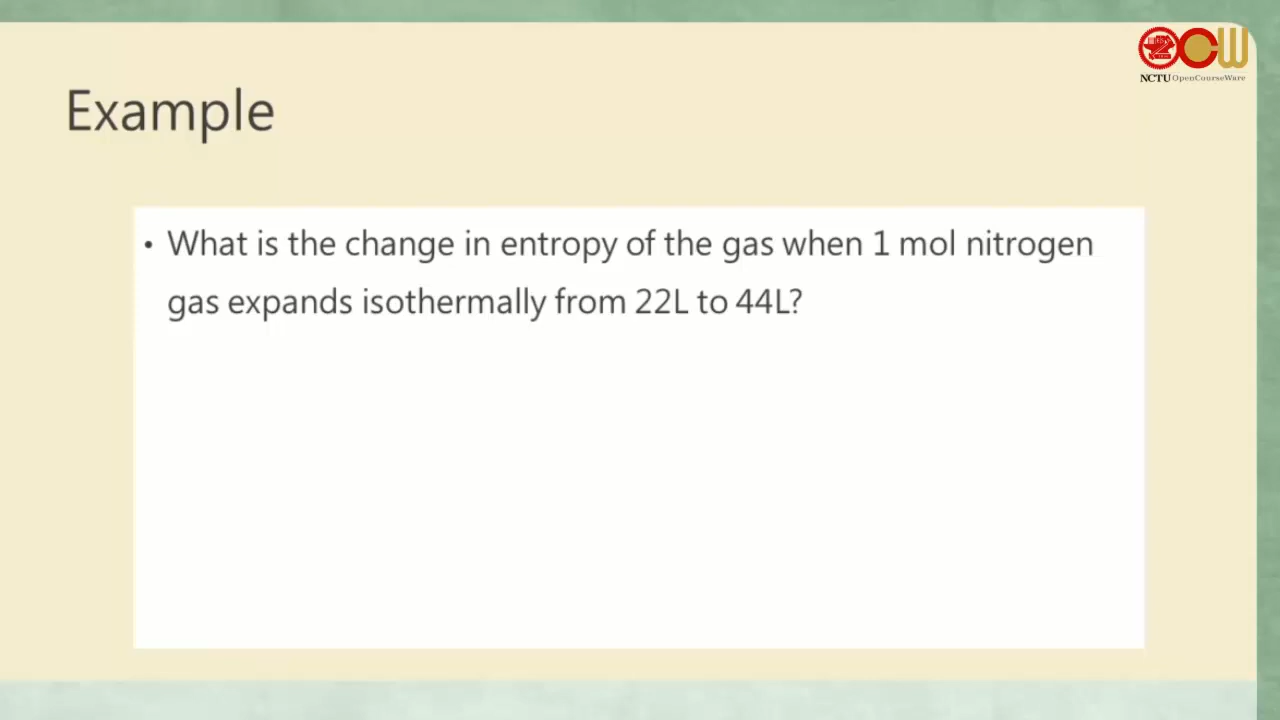 NCTU OpenCourseWare
Example
• What is the change in entropy of the gas when 1 mol nitrogen
gas expands isothermally from 22L to 44L?